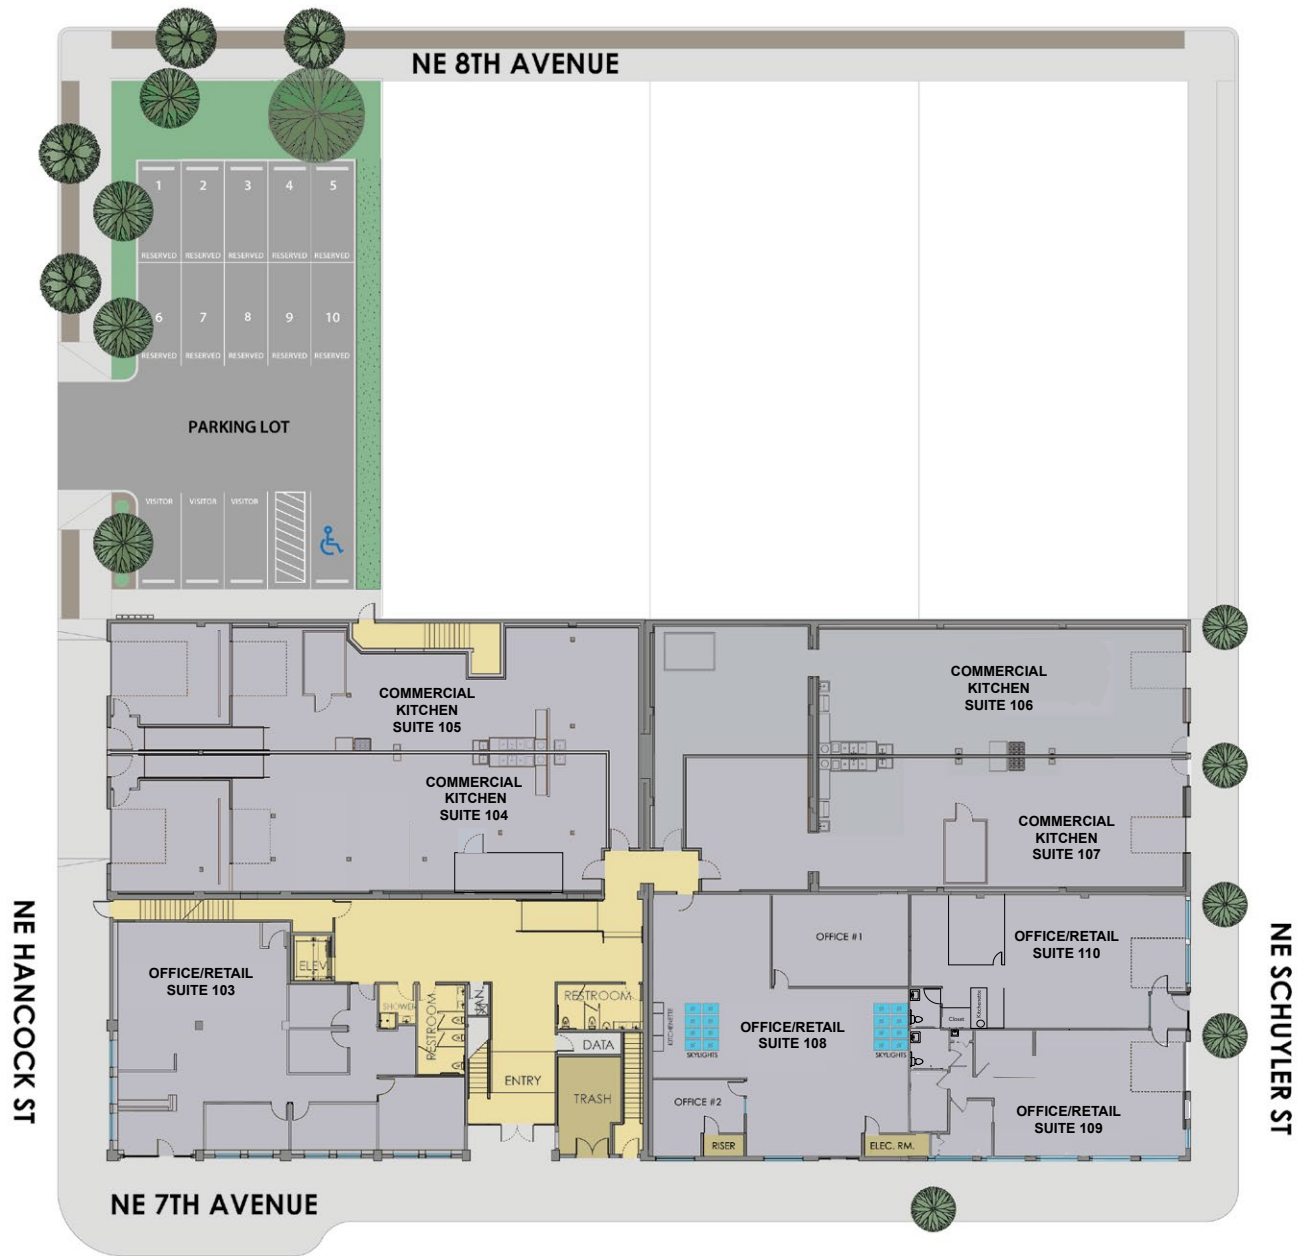 NE 8TH AVENUE
1 2 3 4 5
RESERVED RESERVED RESERVED RESERVED RESERVED
6 7 8 9 10
RESERVED RESERVED RESERVED RESERVED RESERVED
PARKING LOT
VISITOR VISITOR VISITOR
COMMERCIAL
KITCHEN
SUITE 105
COMMERCIAL
KITCHEN
SUITE 106
COMMERCIAL
KITCHEN
SUITE 104
COMMERCIAL
KITCHEN
SUITE 107
NE HANCOCK ST
NE SCHUYLER ST
OFFICE/RETAIL
SUITE 103
ELEV
SHOWER
RESTROOM
JAN.
RESTROOM
DATA
ENTRY
TRASH
OFFICE #1
KITCHENETTE
SKYLIGHTS
OFFICE/RETAIL
SUITE 108
SKYLIGHTS
OFFICE #2
RISER
ELEC. RM.
OFFICE/RETAIL
SUITE 110
Closet
Kitchenette
OFFICE/RETAIL
SUITE 109
NE 7TH AVENUE